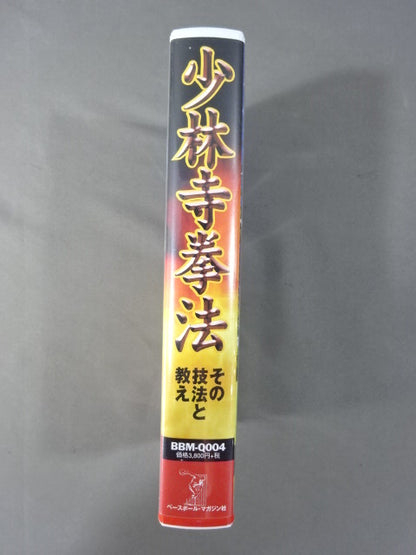 少林寺拳法
その
技法と
教え
BBM-Q004
価格3,800円+税
ベースボール・マガジン社